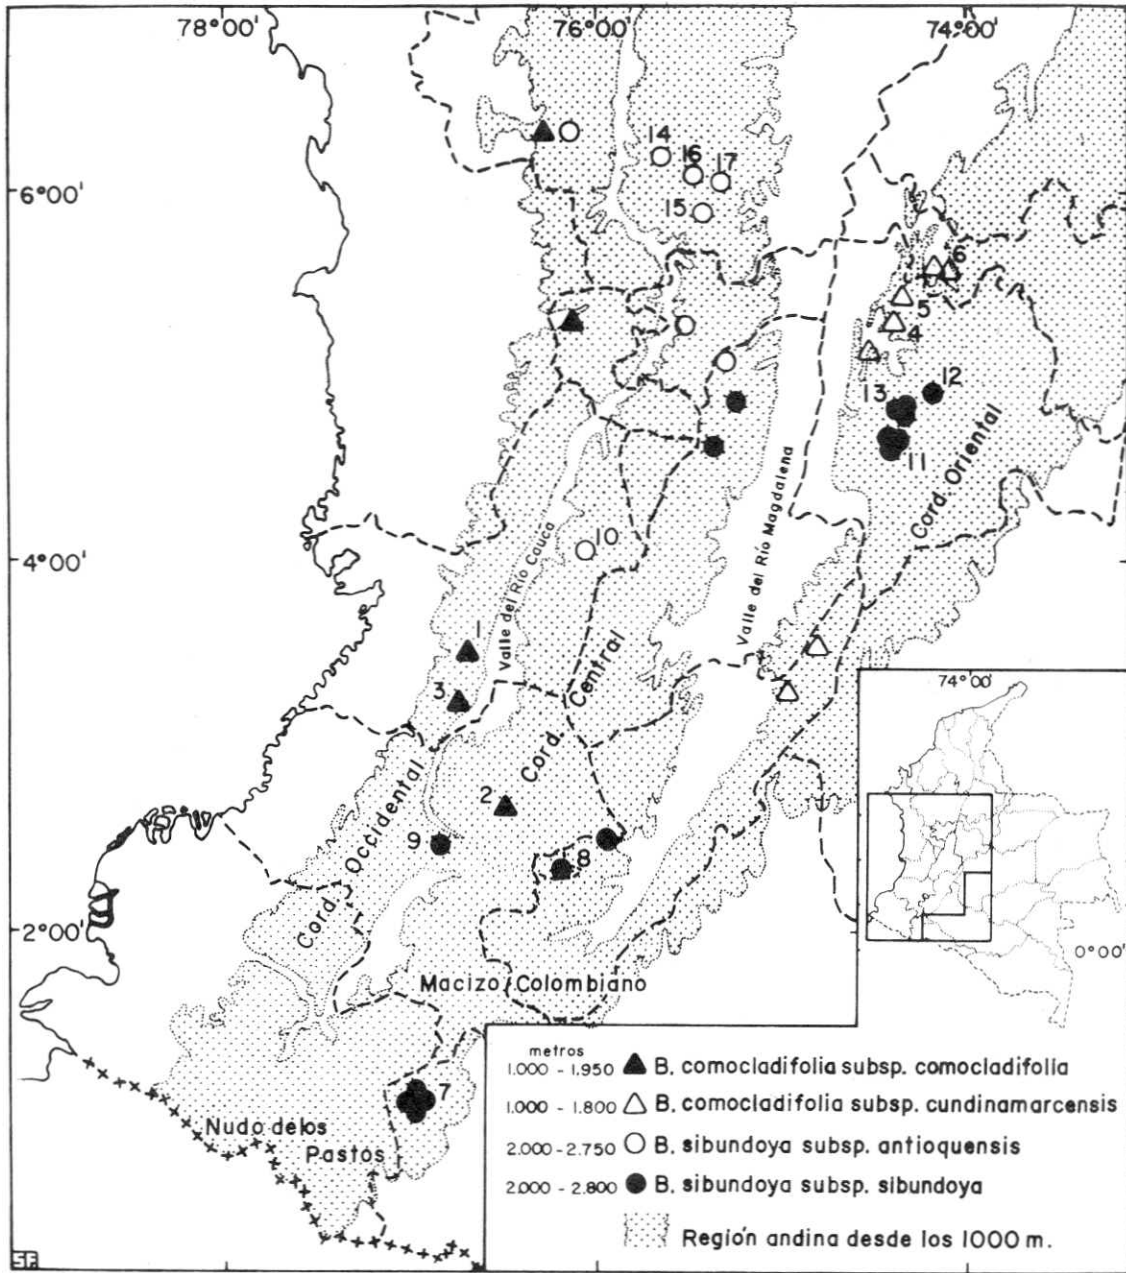 78°00'
76°00'
74°00'
14
16
17
6°00'
15
6
5
4
12
13
11
Cord. Oriental
Valle del Río Magdalena
10
4°00'
Valle del Río Cauca
1
3
Cord. Central
74°00'
2
Cord. Occidental
9
8
2°00'
0°00'
Macizo Colombiano
metros
1.000 - 1.950 B. comocladifolia subsp. comocladifolia
7
1.000 - 1.800 B. comocladifolia subsp. cundinamarcensis
Nudo de los
Pastos
2.000 - 2.750 B. sibundoya subsp. antioquensis
2.000 - 2.800 B. sibundoya subsp. sibundoya
Región andina desde los 1000 m.
SF